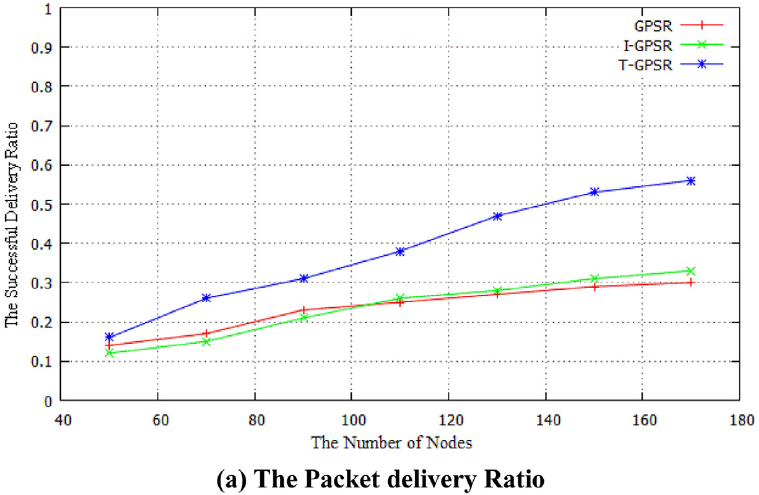 1
0.9
0.8
0.7
0.6
0.5
0.4
0.3
0.2
0.1
0
The Successful Delivery Ratio
GPSR
I-GPSR
T-GPSR
40 60 80 100 120 140 160 180
The Number of Nodes
(a) The Packet delivery Ratio